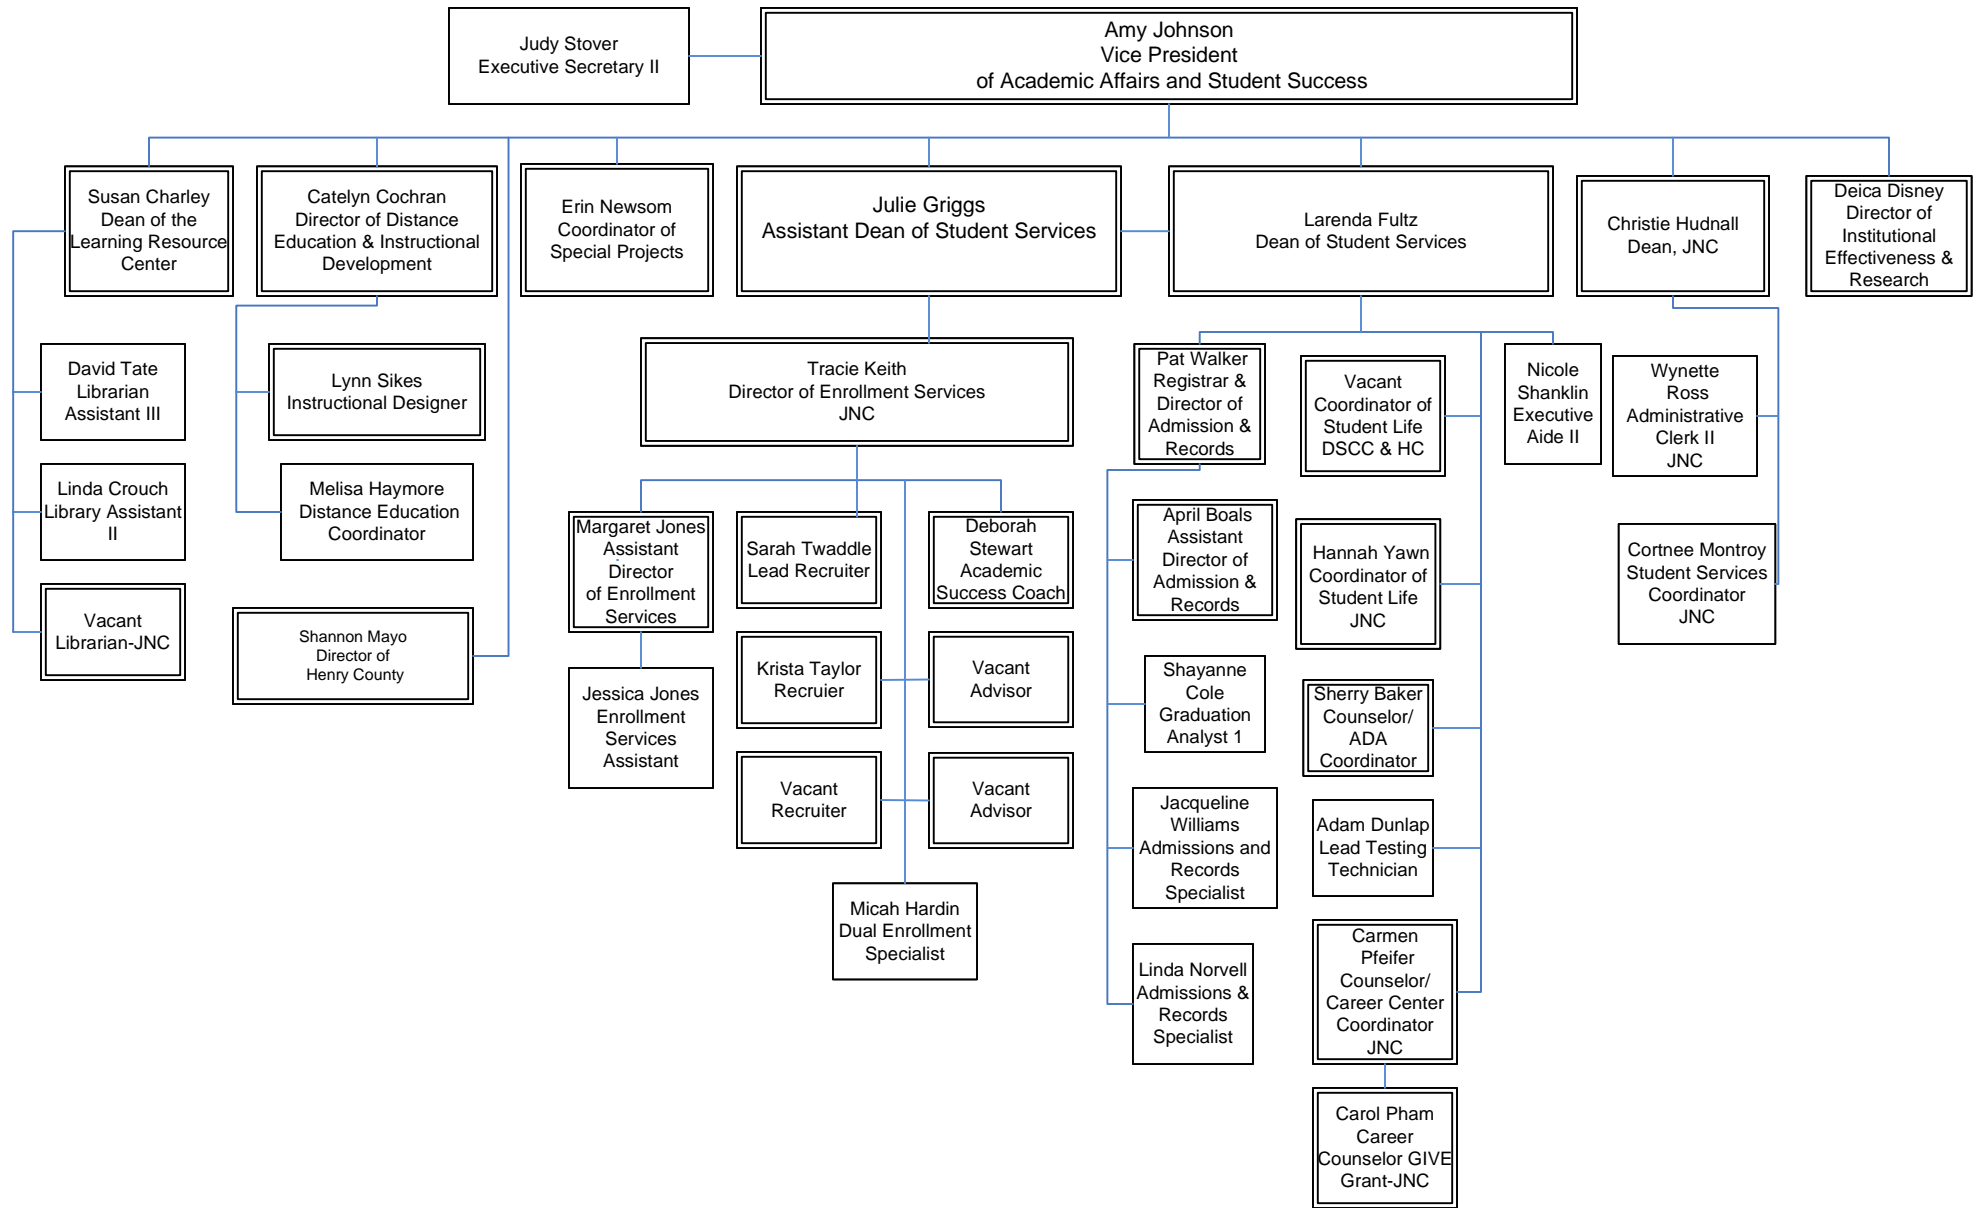 Judy Stover
Executive Secretary II
Amy Johnson
Vice President
of Academic Affairs and Student Success
Susan Charley
Dean of the
Learning Resource
Center
Catelyn Cochran
Director of Distance
Education & Instructional
Development
Erin Newsom
Coordinator of
Special Projects
Julie Griggs
Assistant Dean of Student Services
Larenda Fultz
Dean of Student Services
Christie Hudnall
Dean, JNC
Deica Disney
Director of
Institutional
Effectiveness &
Research
David Tate
Librarian
Assistant III
Lynn Sikes
Instructional Designer
Tracie Keith
Director of Enrollment Services
JNC
Pat Walker
Registrar &
Director of
Admission &
Records
Vacant
Coordinator of
Student Life
DSCC & HC
Nicole
Shanklin
Executive
Aide II
Wynette
Ross
Administrative
Clerk II
JNC
Linda Crouch
Library Assistant
II
Melisa Haymore
Distance Education
Coordinator
Margaret Jones
Assistant
Director
of Enrollment
Services
Sarah Twaddle
Lead Recruiter
Deborah
Stewart
Academic
Success Coach
April Boals
Assistant
Director of
Admission &
Records
Hannah Yawn
Coordinator of
Student Life
JNC
Cortnee Montroy
Student Services
Coordinator
JNC
Vacant
Librarian-JNC
Shannon Mayo
Director of
Henry County
Jessica Jones
Enrollment
Services
Assistant
Krista Taylor
Recruier
Vacant
Advisor
Shayanne
Cole
Graduation
Analyst 1
Sherry Baker
Counselor/
ADA
Coordinator
Vacant
Recruiter
Vacant
Advisor
Jacqueline
Williams
Admissions and
Records
Specialist
Adam Dunlap
Lead Testing
Technician
Micah Hardin
Dual Enrollment
Specialist
Linda Norvell
Admissions &
Records
Specialist
Carmen
Pfeifer
Counselor/
Career Center
Coordinator
JNC
Carol Pham
Career
Counselor GIVE
Grant-JNC